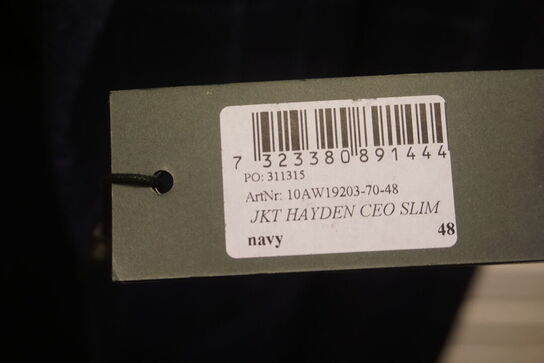 7 323380 891444
PO: 311315
ArtNr: 10AW19203-70-48
JKT HAYDEN CEO SLIM
navy 48